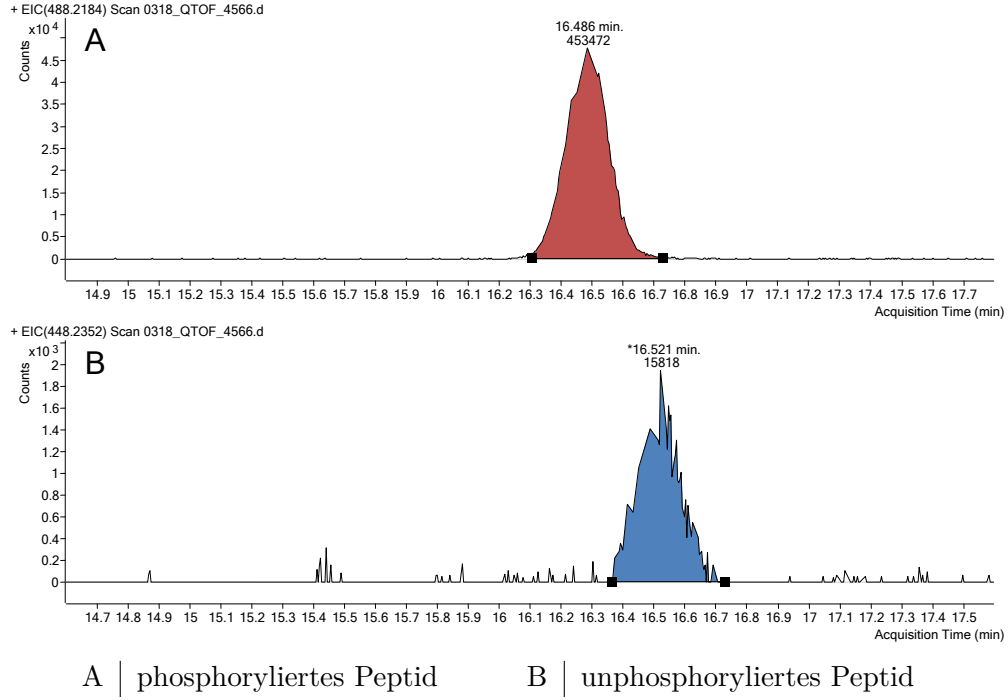 + EIC(488.2184) Scan 0318_QTOF_4566.d
x10 4
Counts
A
16.486 min.
453472
4.5
4
3.5
3
2.5
2
1.5
1
0.5
0
14.9 15 15.1 15.2 15.3 15.4 15.5 15.6 15.7 15.8 15.9 16 16.1 16.2 16.3 16.4 16.5 16.6 16.7 16.8 16.9 17 17.1 17.2 17.3 17.4 17.5 17.6 17.7
Acquisition Time (min)
+ EIC(448.2352) Scan 0318_QTOF_4566.d
x10 3
Counts
B
*16.521 min.
15818
2
1.8
1.6
1.4
1.2
1
0.8
0.6
0.4
0.2
0
14.7 14.8 14.9 15 15.1 15.2 15.3 15.4 15.5 15.6 15.7 15.8 15.9 16 16.1 16.2 16.3 16.4 16.5 16.6 16.7 16.8 16.9 17 17.1 17.2 17.3 17.4 17.5
Acquisition Time (min)
A | phosphoryliertes Peptid B | unphosphoryliertes Peptid